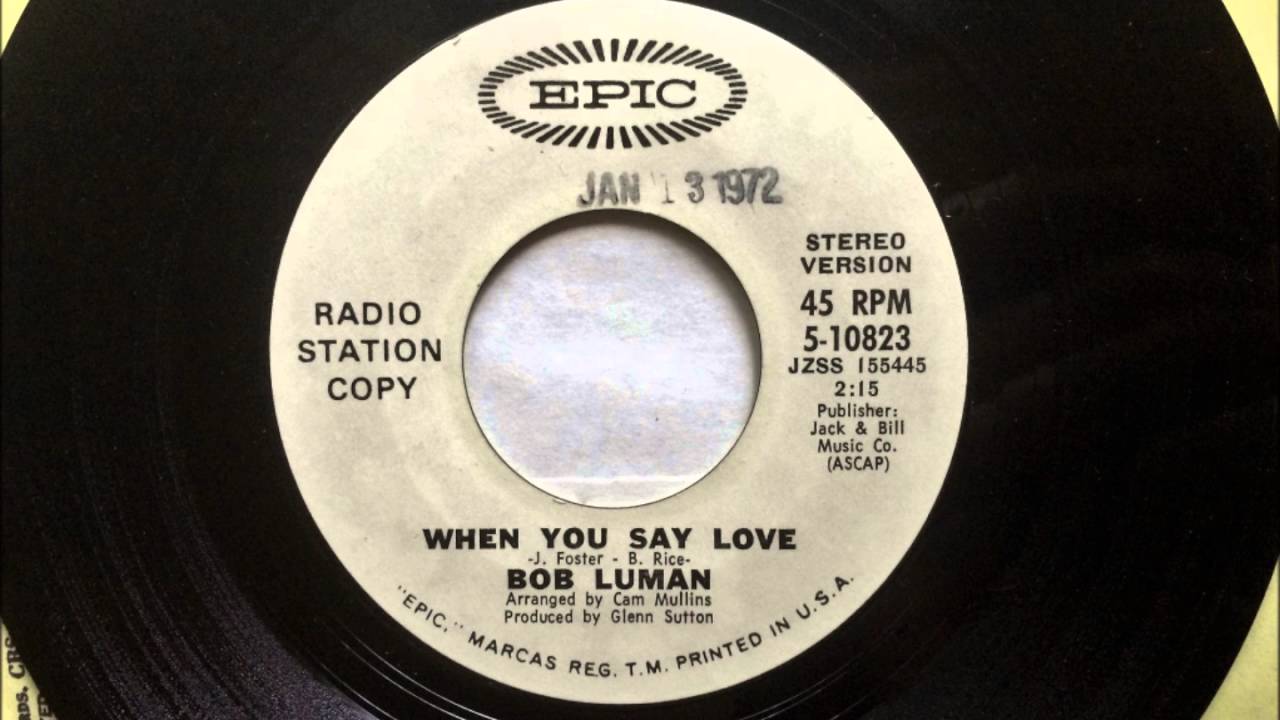 EPIC
JAN 13 1972
STEREO
VERSION
45 RPM
5-10823
JZSS 155445
2:15
Publisher:
Jack & Bill
Music Co.
(ASCAP)
RADIO
STATION
COPY
WHEN YOU SAY LOVE
-J. Foster - B. Rice-
BOB LUMAN
Arranged by Cam Mullins
Produced by Glenn Sutton
"EPIC," MARCAS REG. T.M. PRINTED IN U.S.A.